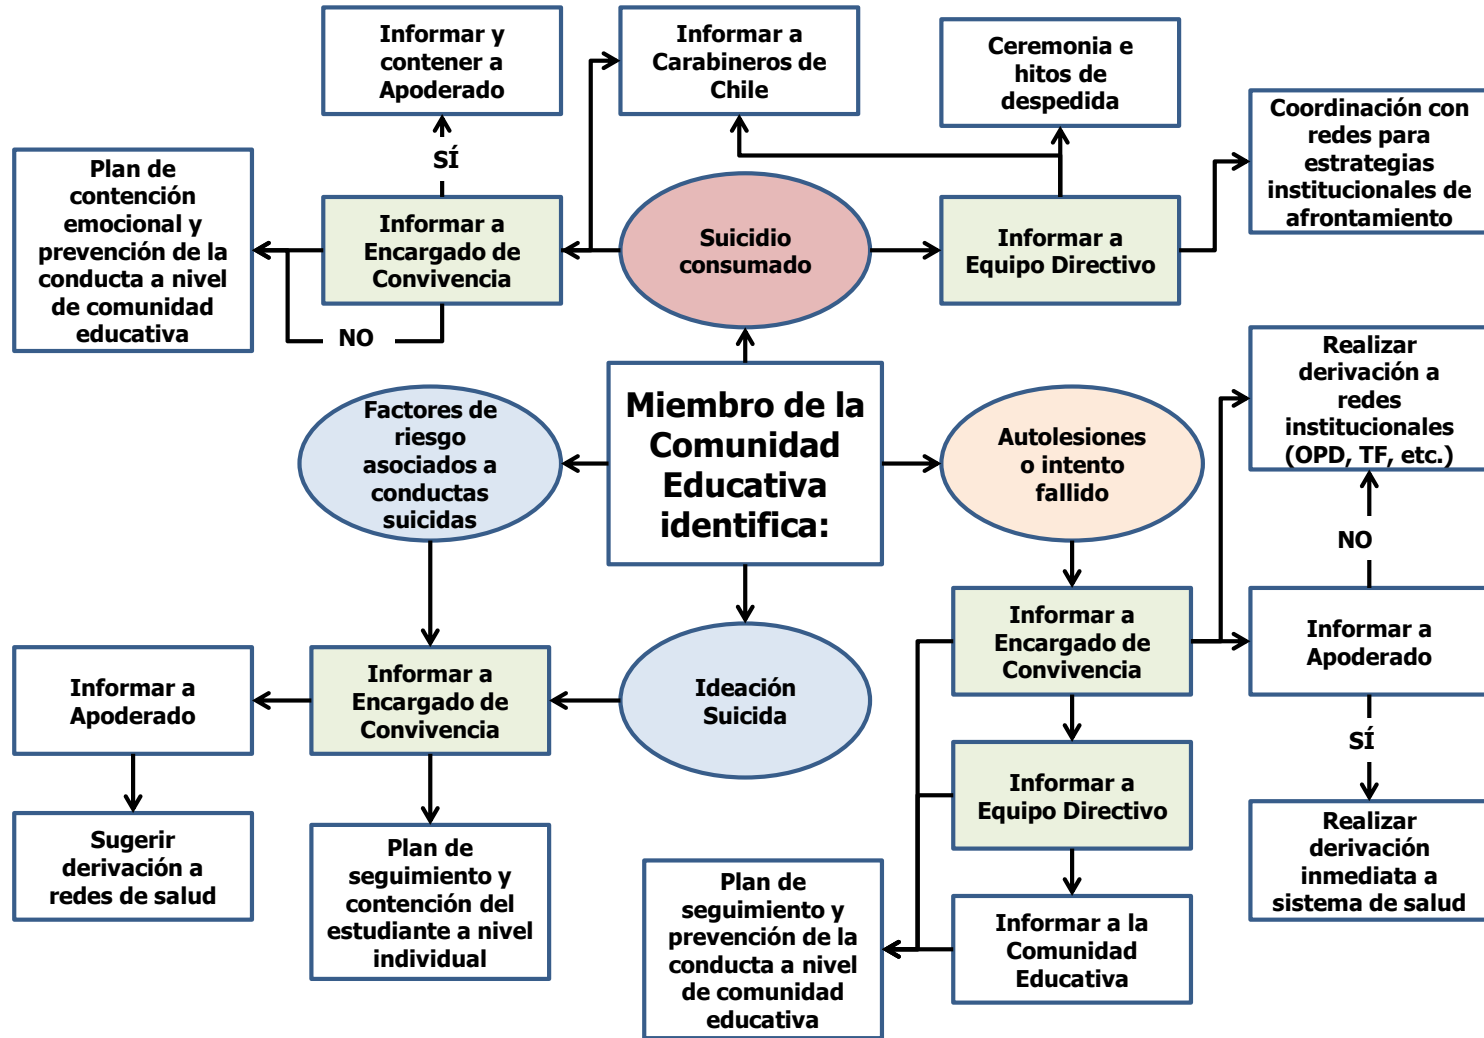 Informar y
contener a
Apoderado
Informar a
Carabineros de
Chile
Ceremonia e
hitos de
despedida
Coordinación con
redes para
estrategias
institucionales de
afrontamiento
SÍ
Plan de
contención
emocional y
prevención de la
conducta a nivel
de comunidad
educativa
Informar a
Encargado de
Convivencia
Suicidio
consumado
Informar a
Equipo Directivo
NO
Factores de
riesgo
asociados a
conductas
suicidas
Miembro de la
Comunidad
Educativa
identifica:
Autolesiones
o intento
fallido
Realizar
derivación a
redes
institucionales
(OPD, TF, etc.)
NO
Informar a
Apoderado
Informar a
Encargado de
Convivencia
Ideación
Suicida
Informar a
Encargado de
Convivencia
Informar a
Apoderado
SÍ
Informar a
Equipo Directivo
Sugerir
derivación a
redes de salud
Plan de
seguimiento y
contención del
estudiante a nivel
individual
Plan de
seguimiento y
prevención de la
conducta a nivel
de comunidad
educativa
Informar a la
Comunidad
Educativa
Realizar
derivación
inmediata a
sistema de salud